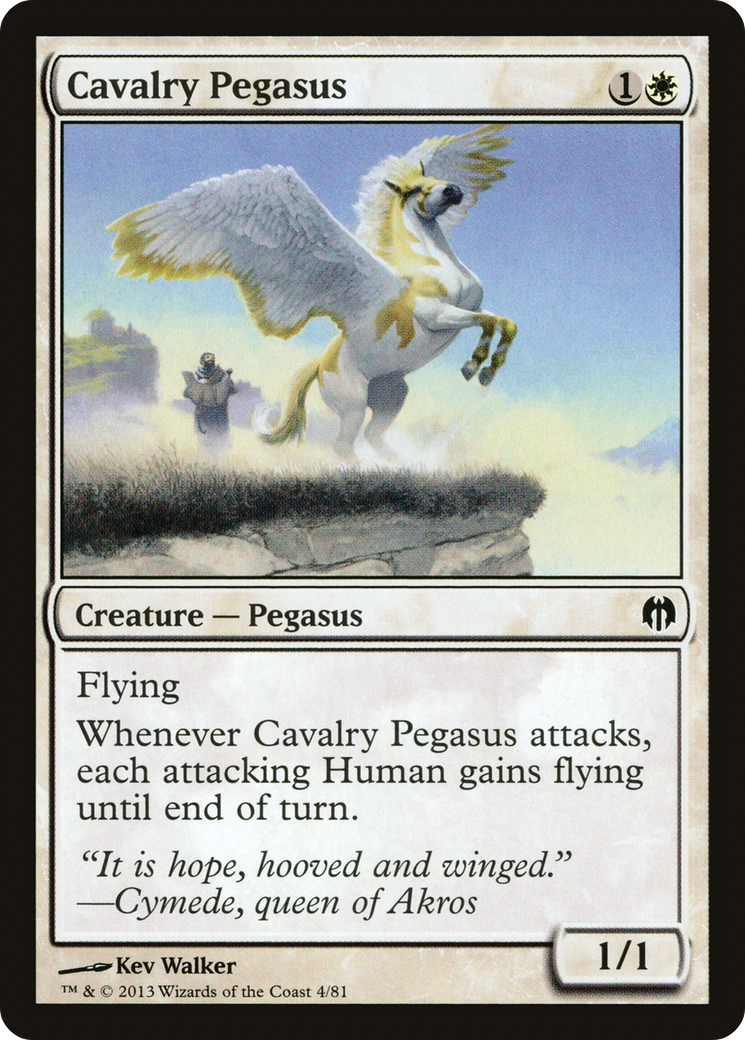 Cavalry Pegasus
1
Creature — Pegasus
Flying
Whenever Cavalry Pegasus attacks,
each attacking Human gains flying
until end of turn.
“It is hope, hooved and winged.”
—Cymede, queen of Akros
1/1
Kev Walker
™ & © 2013 Wizards of the Coast 4/81